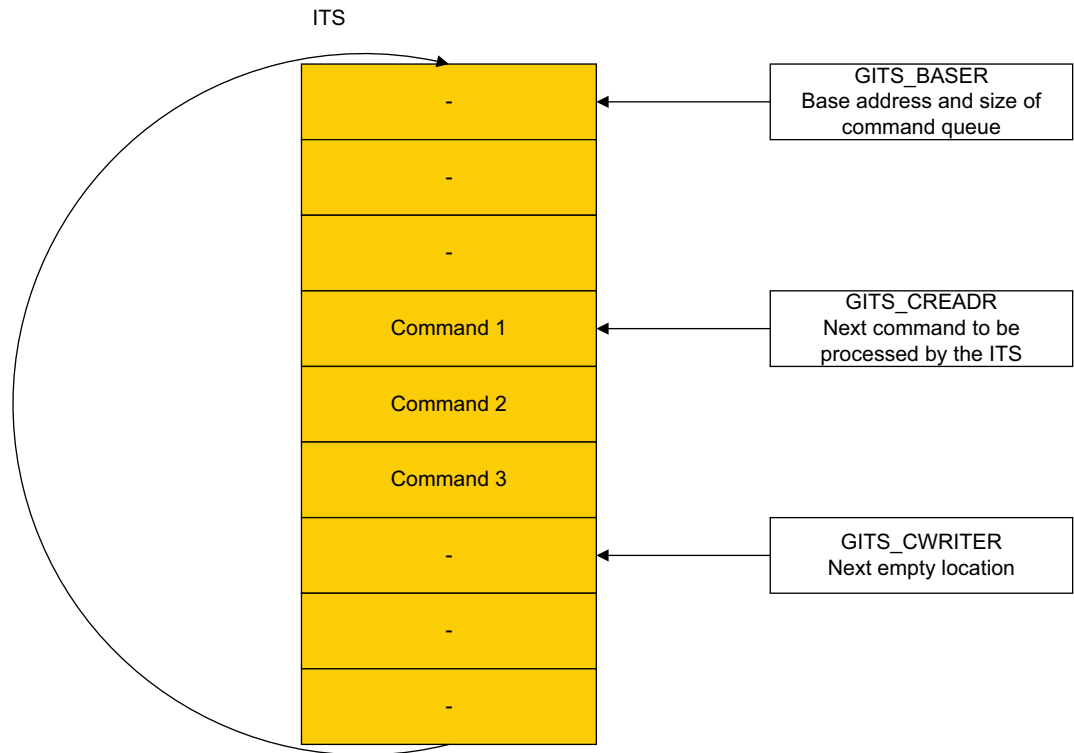 ITS
-
GITS_BASER
Base address and size of
command queue
-
-
Command 1
GITS_CREADR
Next command to be
processed by the ITS
Command 2
Command 3
-
GITS_CWRITER
Next empty location
-
-